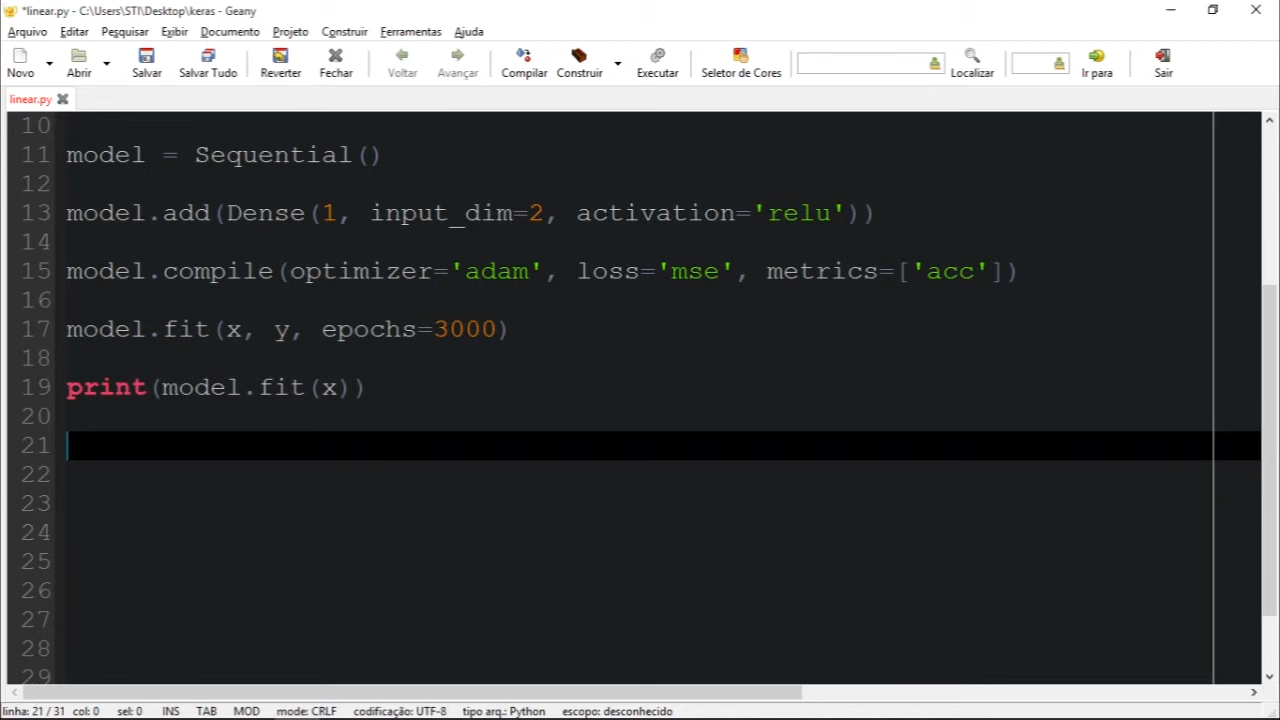 *linear.py - C:\Users\STI\Desktop\keras - Geany
Arquivo Editar Pesquisar Exibir Documento Projeto Construir Ferramentas Ajuda
Novo Abrir Salvar Salvar Tudo Reverter Fechar Voltar Avançar Compilar Construir Executar Seletor de Cores Localizar Ir para Sair
linear.py
10
11 model = Sequential()
12
13 model.add(Dense(1, input_dim=2, activation='relu'))
14
15 model.compile(optimizer='adam', loss='mse', metrics=['acc'])
16
17 model.fit(x, y, epochs=3000)
18
19 print(model.fit(x))
20
21
22
23
24
25
26
27
28
29
linha: 21 / 31 col: 0 sel: 0 INS TAB MOD mode: CRLF codificação: UTF-8 tipo arq.: Python escopo: desconhecido